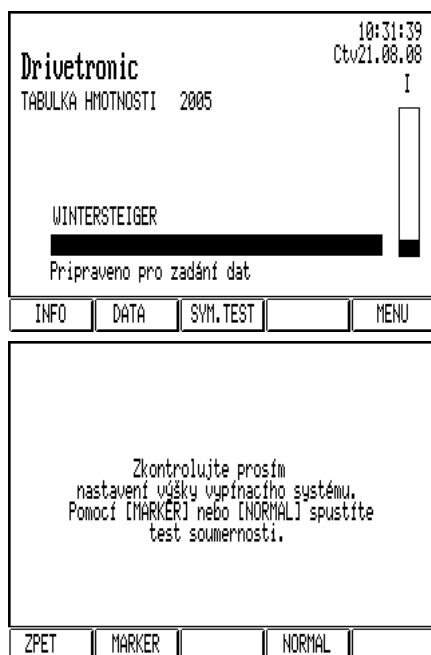 10:31:39
Drivetronic
Ctv21.08.08
TABULKA HMOTNOSTI 2005
I
WINTERSTEIGER
Pripraveno pro zadání dat
INFO DATA SYM.TEST MENU
Zkontrolujte prosím
nastavení výšky vypínacího systému.
Pomocí [MARKER] nebo [NORMAL] spustíte
test soumernosti.
ZPET MARKER NORMAL